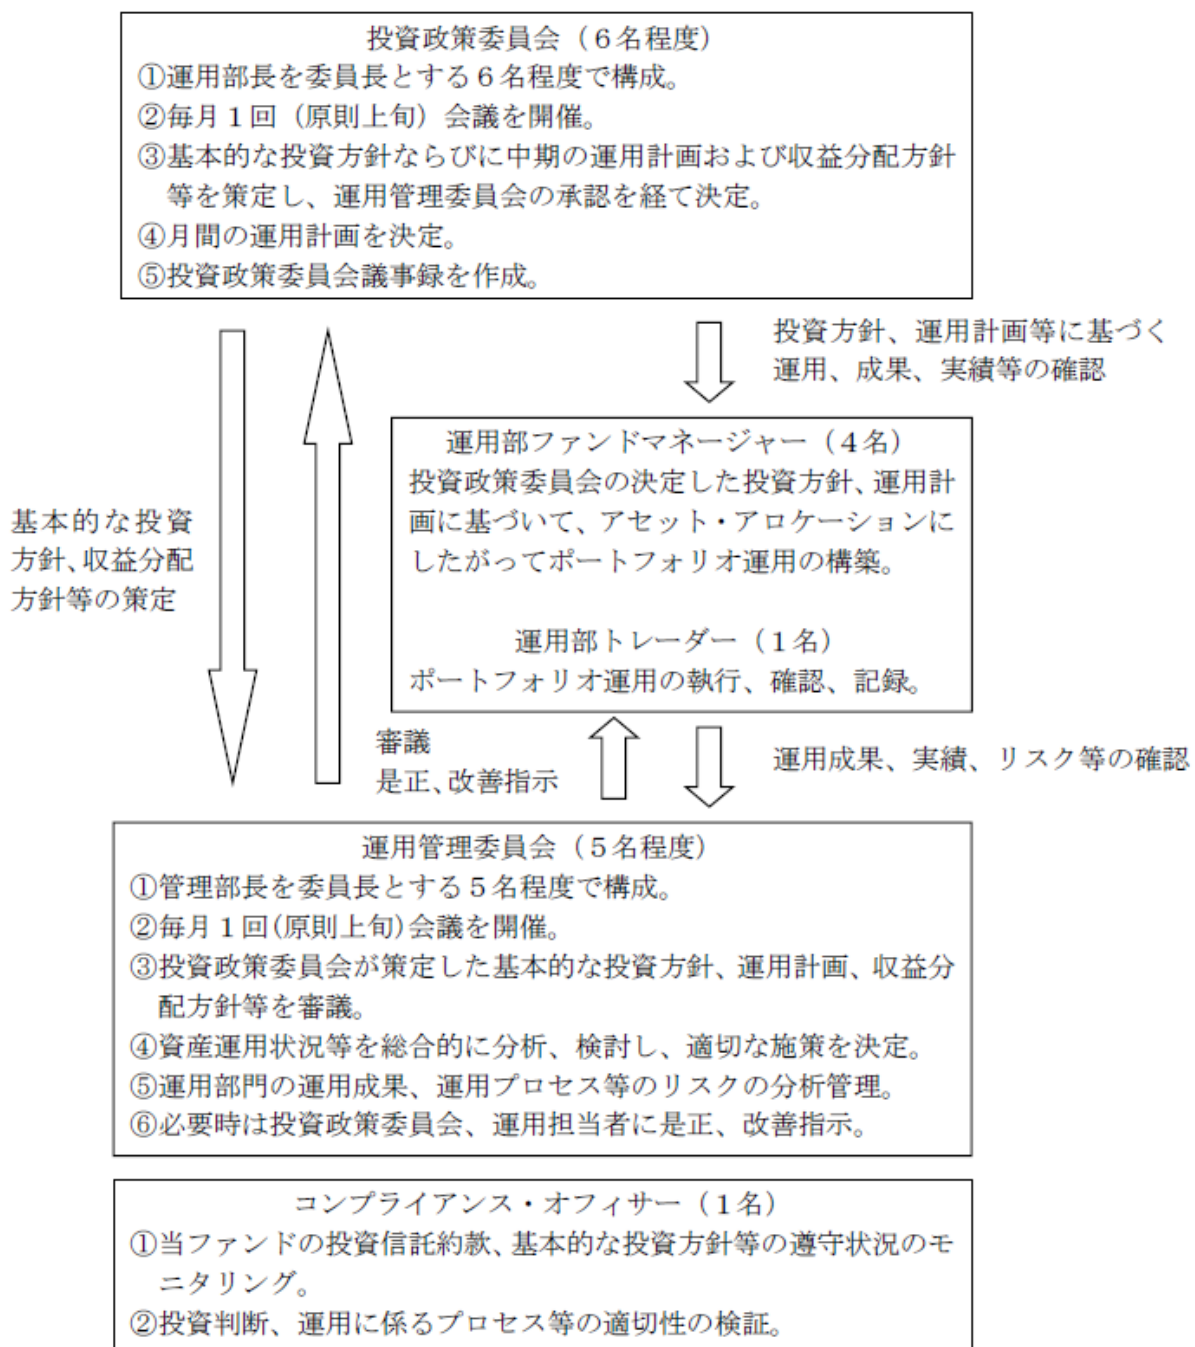 投資政策委員会（６名程度）
①運用部長を委員長とする６名程度で構成。
②毎月１回（原則上旬）会議を開催。
③基本的な投資方針ならびに中期の運用計画および収益分配方針
等を策定し、運用管理委員会の承認を経て決定。
④月間の運用計画を決定。
⑤投資政策委員会議事録を作成。
投資方針、運用計画等に基づく
運用、成果、実績等の確認
基本的な投資
方針、収益分配
方針等の策定
運用部ファンドマネージャー（４名）
投資政策委員会の決定した投資方針、運用計
画に基づいて、アセット・アロケーションに
したがってポートフォリオ運用の構築。
運用部トレーダー（１名）
ポートフォリオ運用の執行、確認、記録。
審議
是正、改善指示
運用成果、実績、リスク等の確認
運用管理委員会（５名程度）
①管理部長を委員長とする５名程度で構成。
②毎月１回(原則上旬)会議を開催。
③投資政策委員会が策定した基本的な投資方針、運用計画、収益分
配方針等を審議。
④資産運用状況等を総合的に分析、検討し、適切な施策を決定。
⑤運用部門の運用成果、運用プロセス等のリスクの分析管理。
⑥必要時は投資政策委員会、運用担当者に是正、改善指示。
コンプライアンス・オフィサー（１名）
①当ファンドの投資信託約款、基本的な投資方針等の遵守状況のモ
ニタリング。
②投資判断、運用に係るプロセス等の適切性の検証。